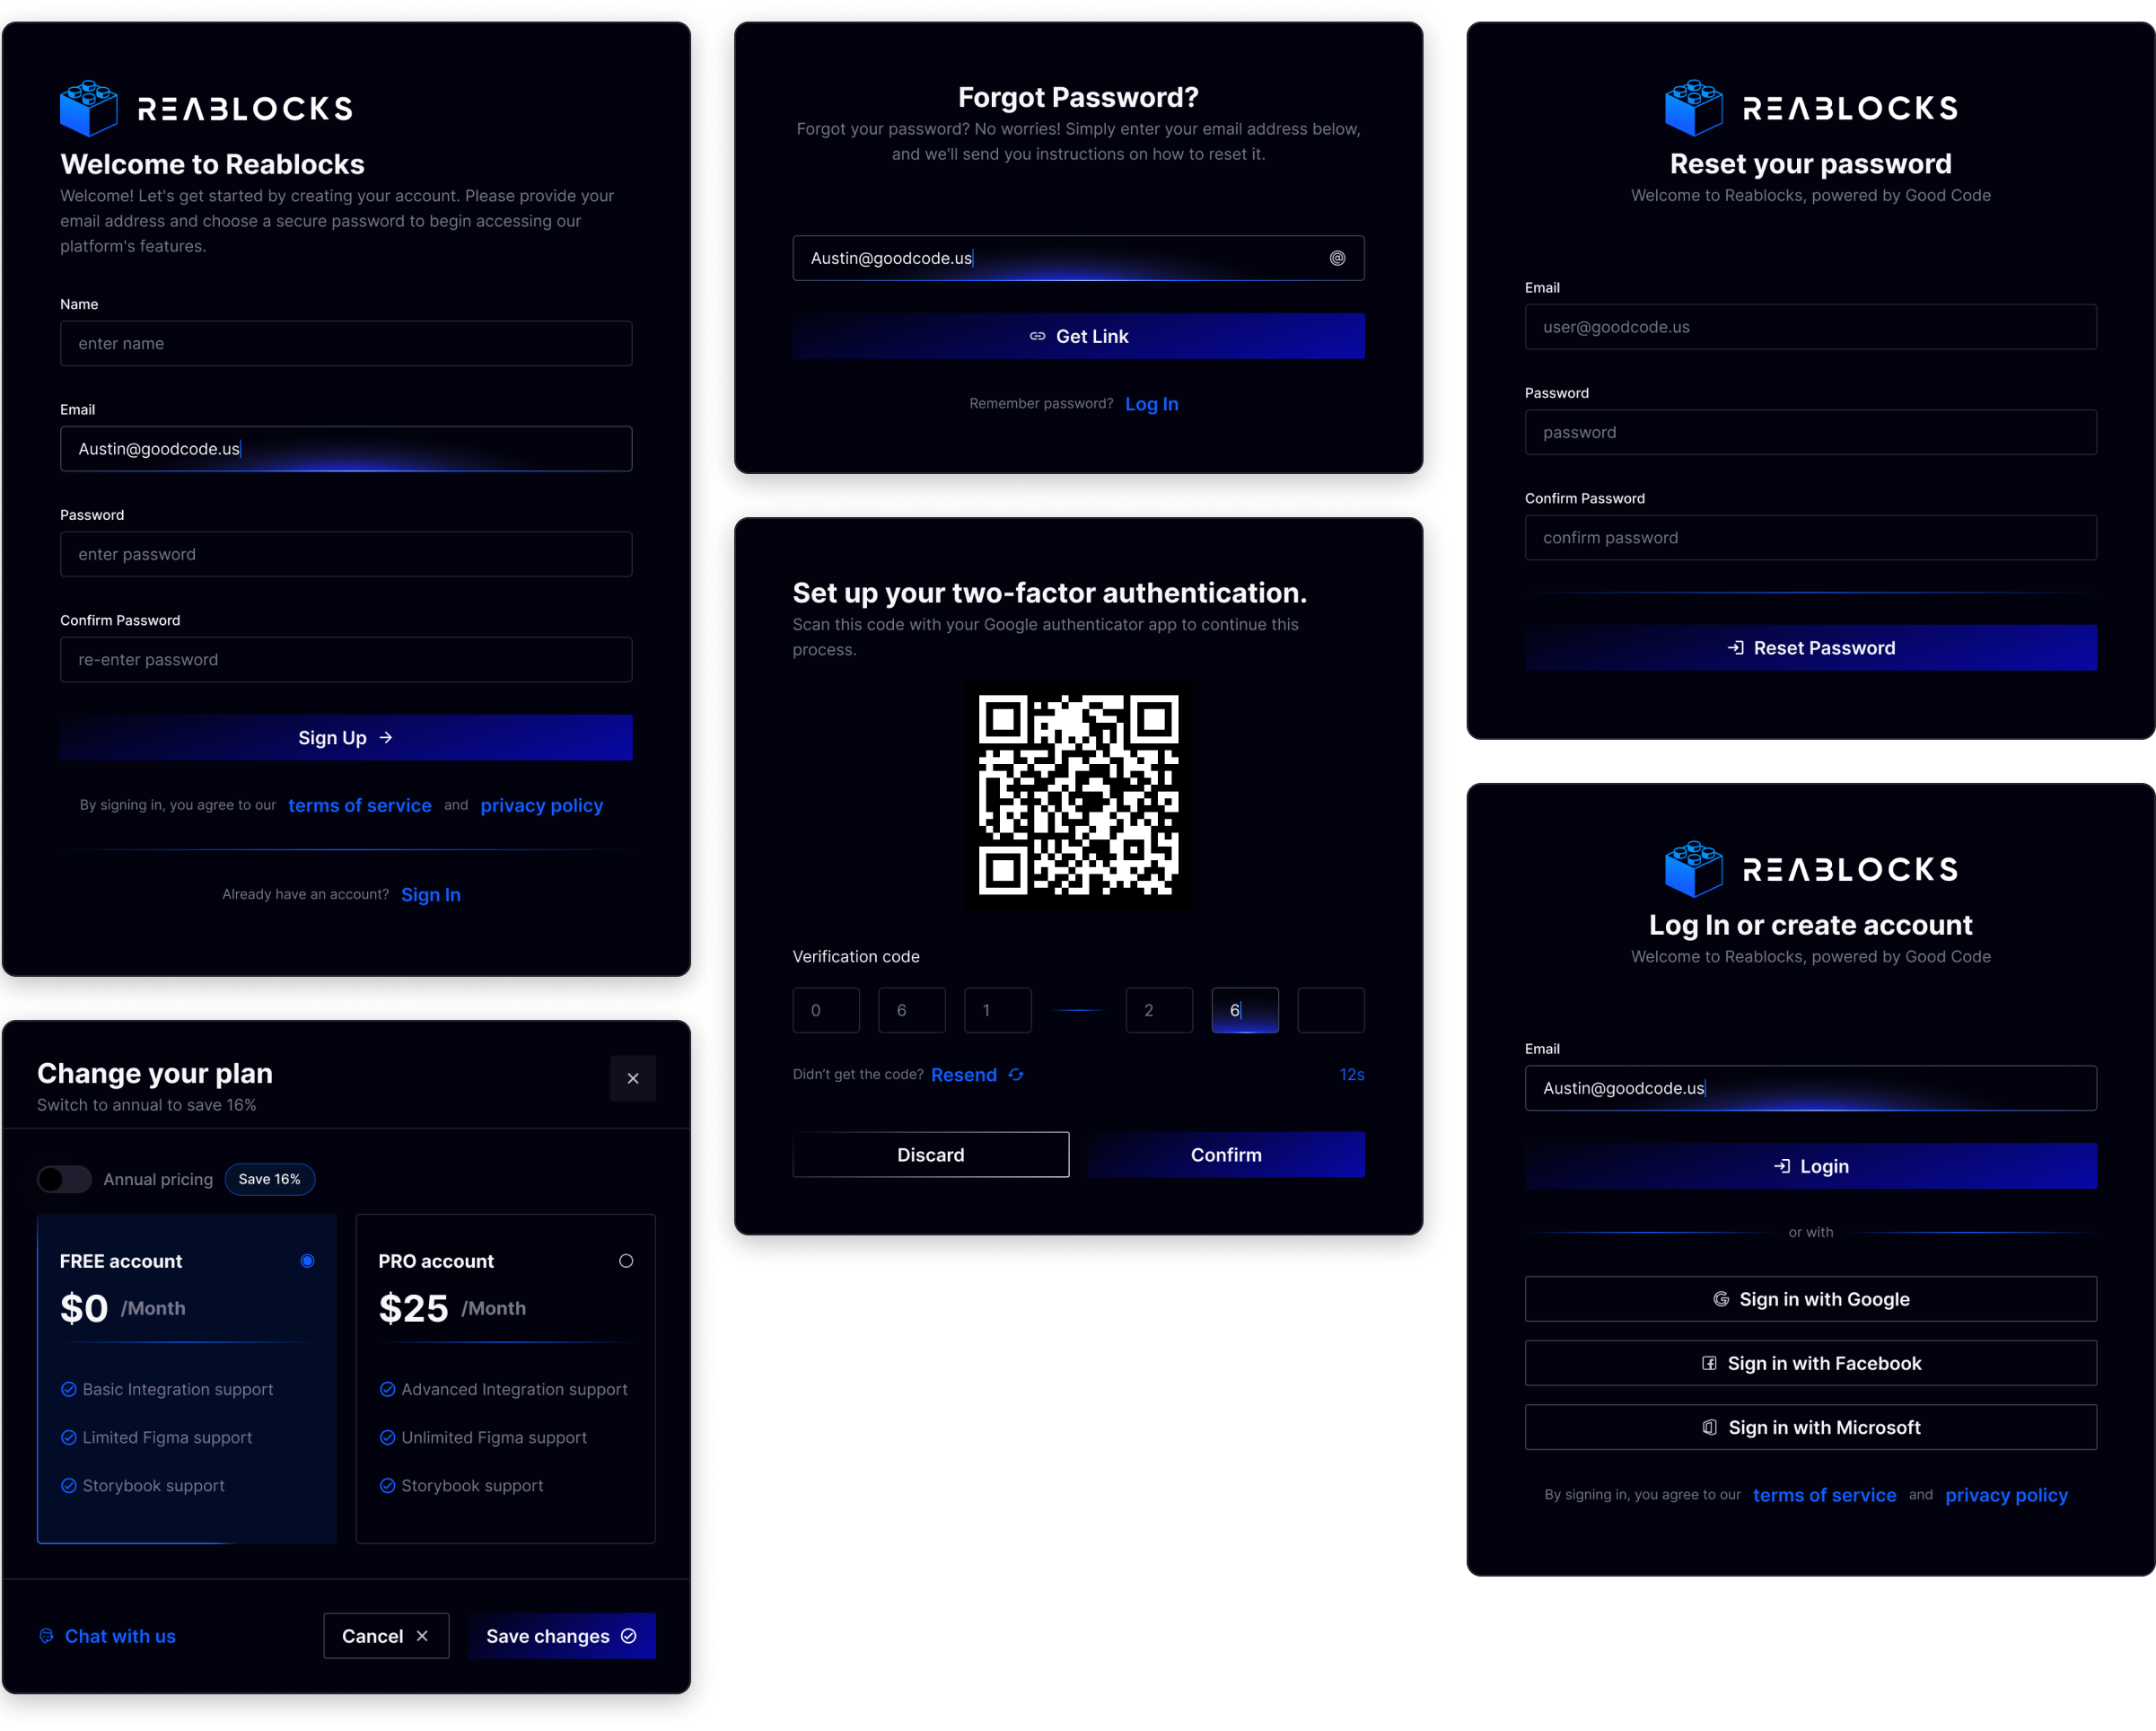 REABLOCKS
Welcome to Reablocks
Welcome! Let's get started by creating your account. Please provide your
email address and choose a secure password to begin accessing our
platform's features.
Name
enter name
Email
Austin@goodcode.us
Password
enter password
Confirm Password
re-enter password
Sign Up
By signing in, you agree to our terms of service and privacy policy
Already have an account? Sign In
Change your plan
Switch to annual to save 16%
Annual pricing Save 16%
FREE account
$0 /Month
Basic Integration support
Limited Figma support
Storybook support
PRO account
$25 /Month
Advanced Integration support
Unlimited Figma support
Storybook support
Chat with us
Cancel
Save changes
Forgot Password?
Forgot your password? No worries! Simply enter your email address below,
and we'll send you instructions on how to reset it.
Austin@goodcode.us
Get Link
Remember password? Log In
Set up your two-factor authentication.
Scan this code with your Google authenticator app to continue this
process.
Verification code
0 6 1 2 6
Didn't get the code? Resend 12s
Discard
Confirm
REABLOCKS
Reset your password
Welcome to Reablocks, powered by Good Code
Email
user@goodcode.us
Password
password
Confirm Password
confirm password
Reset Password
REABLOCKS
Log In or create account
Welcome to Reablocks, powered by Good Code
Email
Austin@goodcode.us
Login
or with
Sign in with Google
Sign in with Facebook
Sign in with Microsoft
By signing in, you agree to our terms of service and privacy policy